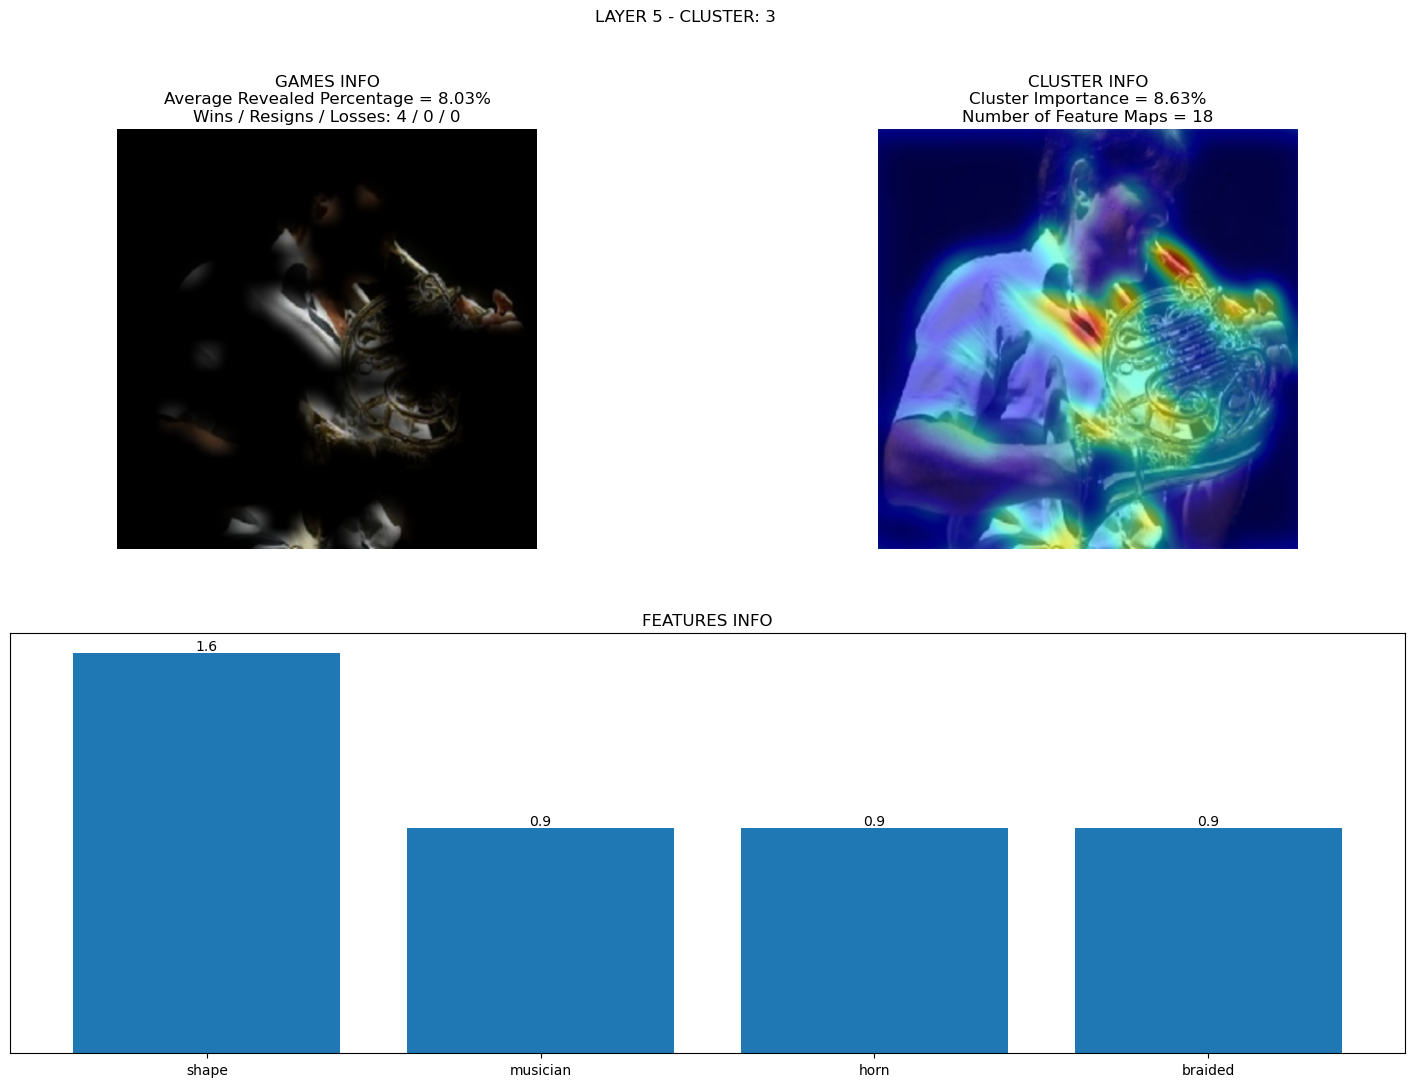 LAYER 5 - CLUSTER: 3
GAMES INFO
Average Revealed Percentage = 8.03%
Wins / Resigns / Losses: 4 / 0 / 0
CLUSTER INFO
Cluster Importance = 8.63%
Number of Feature Maps = 18
FEATURES INFO
1.6
0.9
0.9
0.9
shape
musician
horn
braided